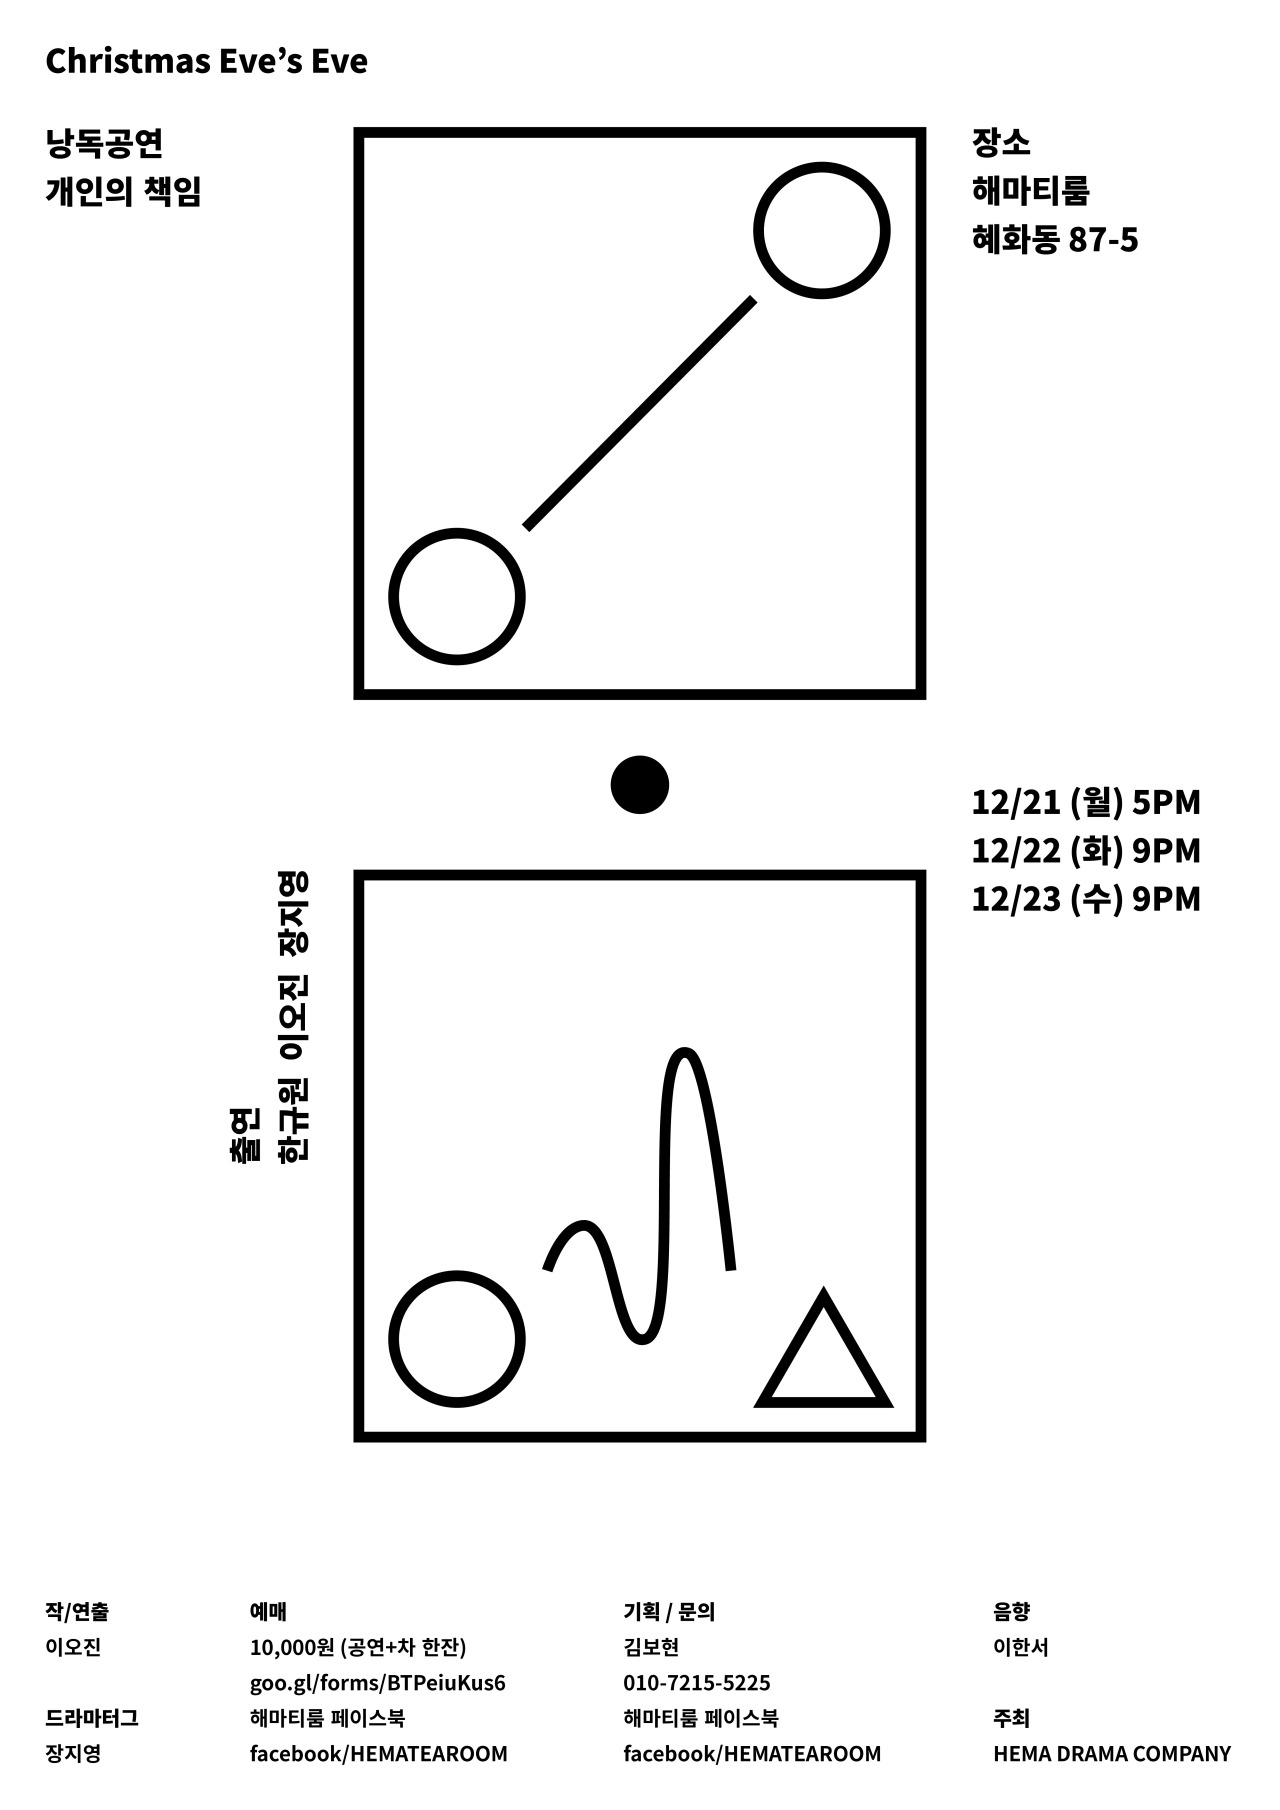 Christmas Eve’s Eve
낭독공연
개인의 책임
장소
해마티룸
혜화동 87-5
12/21 (월) 5PM
12/22 (화) 9PM
12/23 (수) 9PM
출연
한규원 이오진 장지영
작/연출
이오진
드라마터그
장지영
예매
10,000원 (공연+차 한잔)
goo.gl/forms/BTPeiuKus6
해마티룸 페이스북
facebook/HEMATEAROOM
기획 / 문의
김보현
010-7215-5225
해마티룸 페이스북
facebook/HEMATEAROOM
음향
이한서
주최
HEMA DRAMA COMPANY